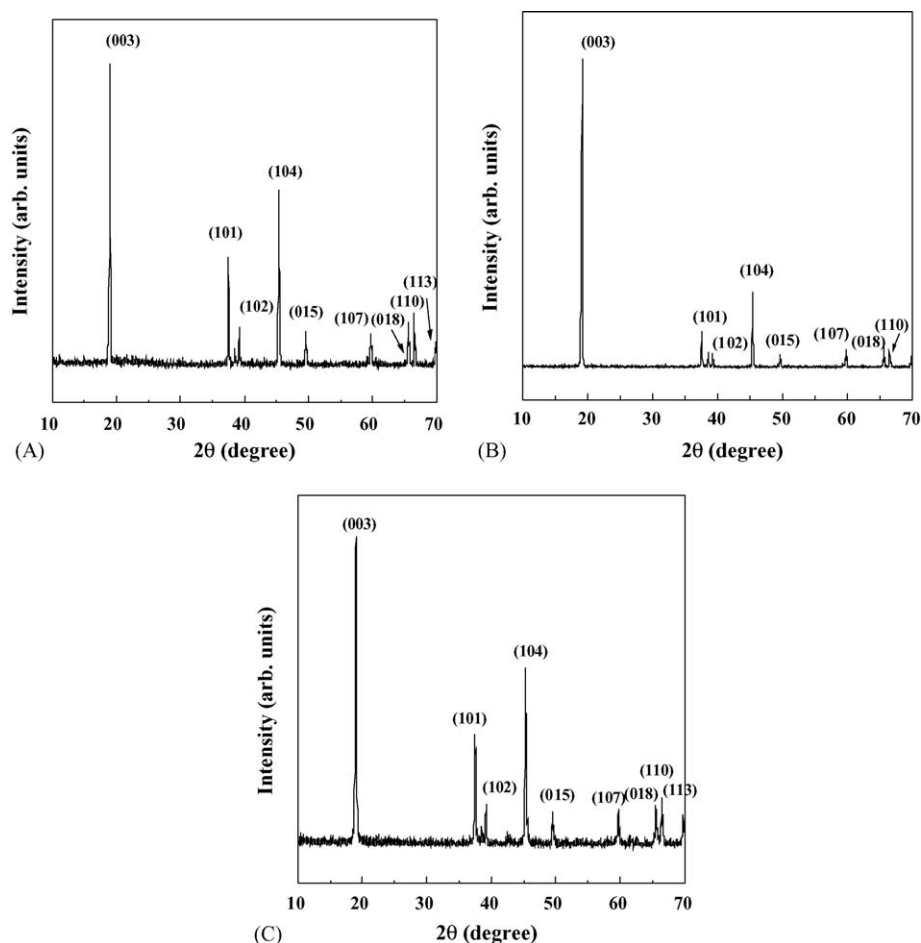 (003)
(101)
(102)
(104)
(015)
(107)
(018)
(110)
(113)
Intensity (arb. units)
10 20 30 40 50 60 70
2θ (degree)
(A)
(003)
(101)
(102)
(104)
(015)
(107)
(018)
(110)
Intensity (arb. units)
10 20 30 40 50 60 70
2θ (degree)
(B)
(003)
(101)
(102)
(104)
(015)
(107)
(018)
(110)
(113)
Intensity (arb. units)
10 20 30 40 50 60 70
2θ (degree)
(C)